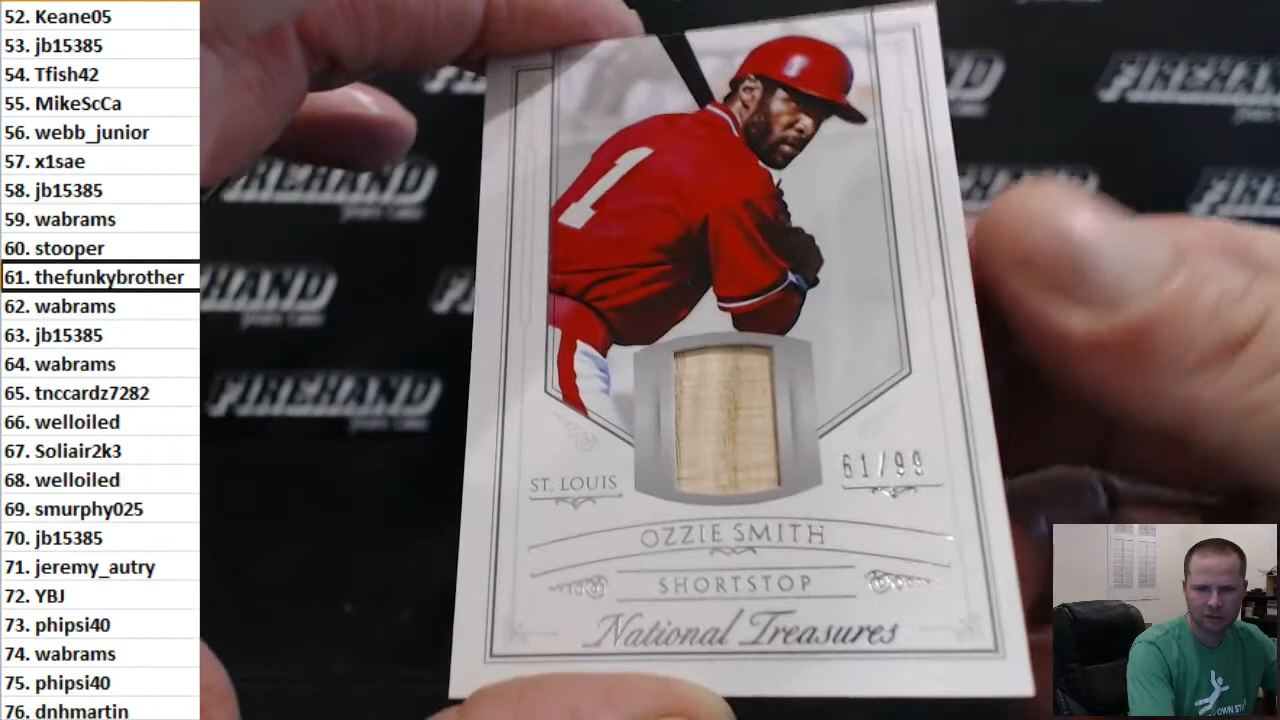 52. Keane05
53. jb15385
54. Tfish42
55. MikeScCa
56. webb_junior
57. x1sae
58. jb15385
59. wabrams
60. stooper
61. thefunkybrother
62. wabrams
63. jb15385
64. wabrams
65. tnccardz7282
66. welloiled
67. Soliair2k3
68. welloiled
69. smurphy025
70. jb15385
71. jeremy_autry
72. YBJ
73. phipsi40
74. wabrams
75. phipsi40
76. dnhmartin
1
61/99
ST. LOUIS
OZZIE SMITH
SHORTSTOP
National Treasures
FIREHAND
FIREHAND
FIREHAND